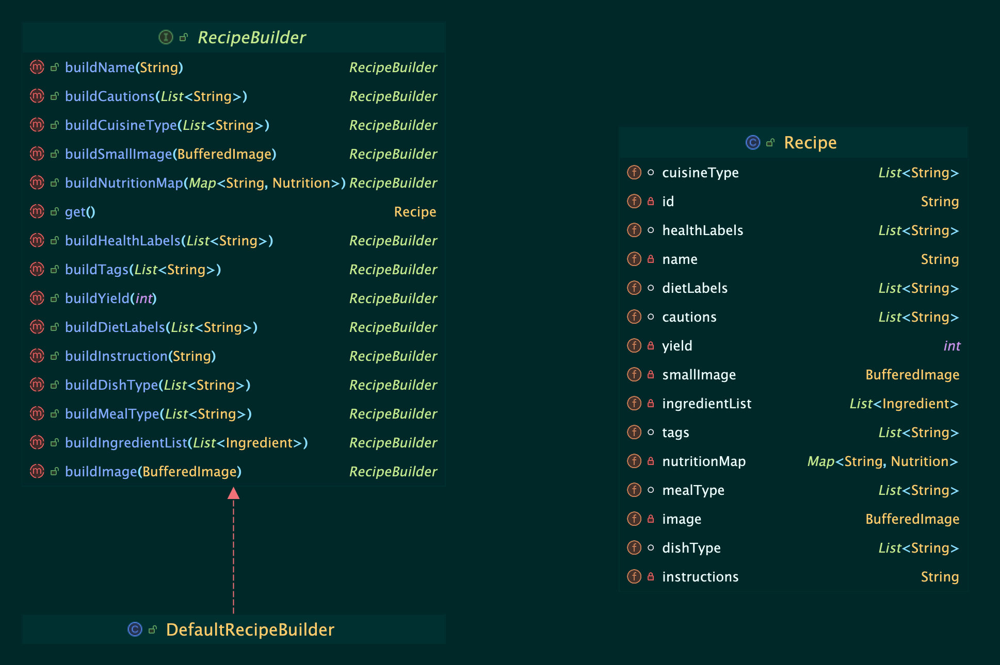 RecipeBuilder
buildName(String) RecipeBuilder
buildCautions(List<String>) RecipeBuilder
buildCuisineType(List<String>) RecipeBuilder
buildSmallImage(BufferedImage) RecipeBuilder
buildNutritionMap(Map<String, Nutrition>) RecipeBuilder
get() Recipe
buildHealthLabels(List<String>) RecipeBuilder
buildTags(List<String>) RecipeBuilder
buildYield(int) RecipeBuilder
buildDietLabels(List<String>) RecipeBuilder
buildInstruction(String) RecipeBuilder
buildDishType(List<String>) RecipeBuilder
buildMealType(List<String>) RecipeBuilder
buildIngredientList(List<Ingredient>) RecipeBuilder
buildImage(BufferedImage) RecipeBuilder
DefaultRecipeBuilder
Recipe
cuisineType List<String>
id String
healthLabels List<String>
name String
dietLabels List<String>
cautions List<String>
yield int
smallImage BufferedImage
ingredientList List<Ingredient>
tags List<String>
nutritionMap Map<String, Nutrition>
mealType List<String>
image BufferedImage
dishType List<String>
instructions String